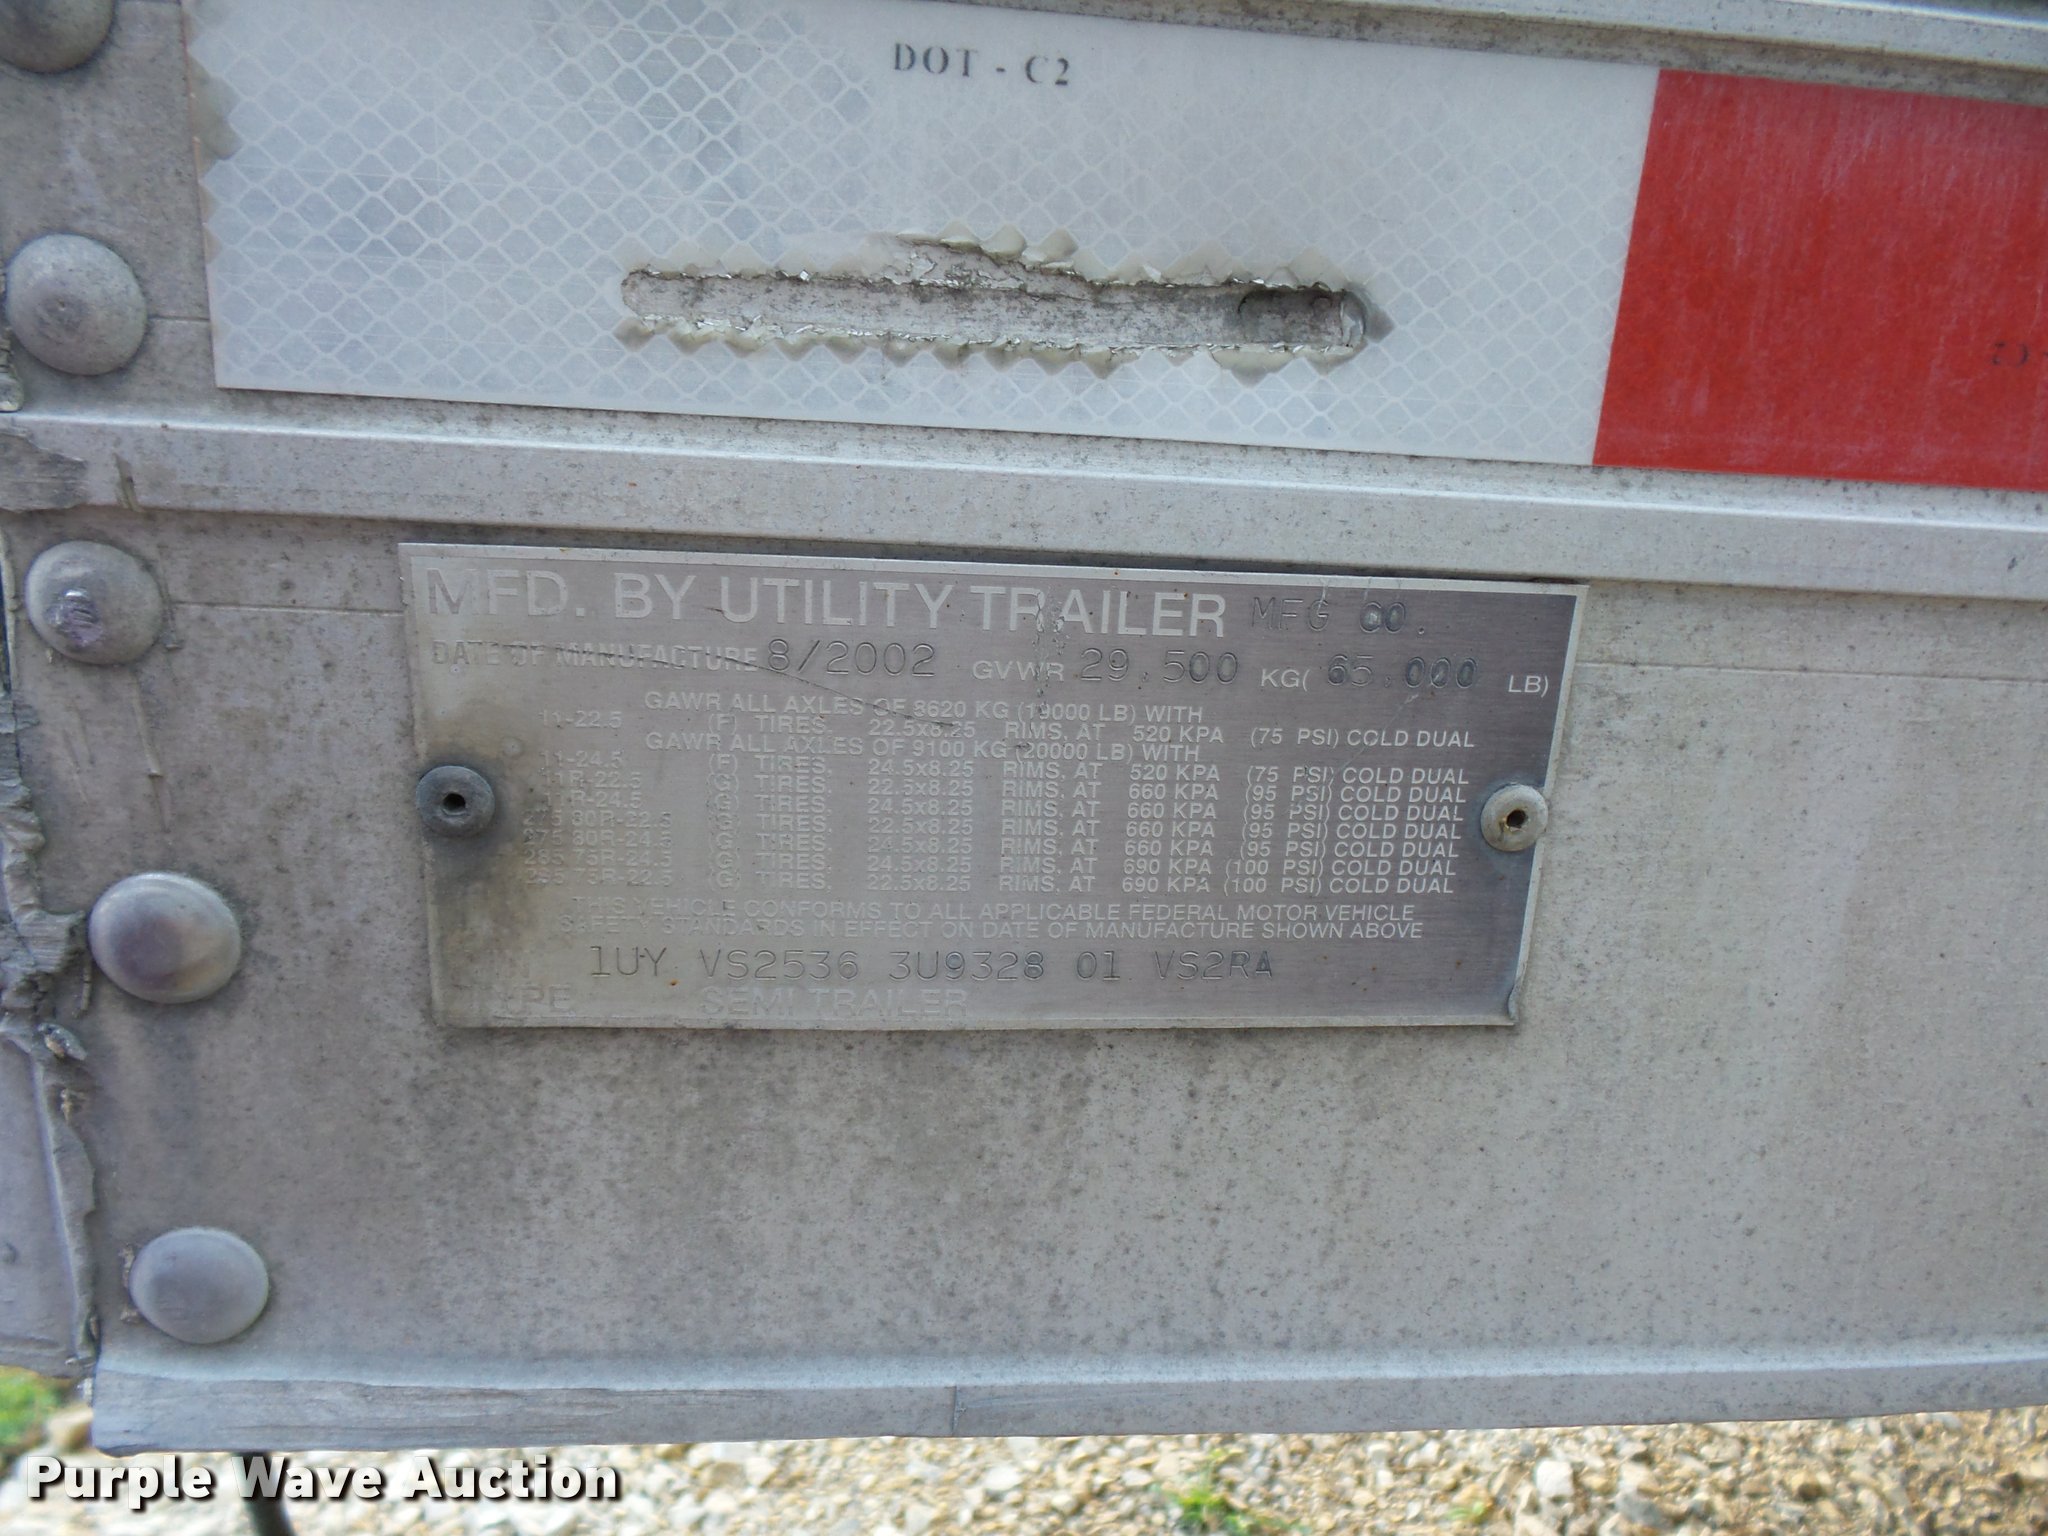 DOT - C2
C2
MFD. BY UTILITY TRAILER MFG CO.
DATE OF MANUFACTURE 8/2002 GVWR 29.500 KG( 65.000 LB)
GAWR ALL AXLES OF 8620 KG (19000 LB) WITH
11-22.5 (F) TIRES, 22.5x8.25 RIMS, AT 520 KPA (75 PSI) COLD DUAL
GAWR ALL AXLES OF 9100 KG (20000 LB) WITH
11-24.5 (F) TIRES, 24.5x8.25 RIMS, AT 520 KPA (75 PSI) COLD DUAL
11R-22.5 (G) TIRES, 22.5x8.25 RIMS, AT 660 KPA (95 PSI) COLD DUAL
11R-24.5 (G) TIRES, 24.5x8.25 RIMS, AT 660 KPA (95 PSI) COLD DUAL
275 80R-22.5 (G) TIRES, 22.5x8.25 RIMS, AT 660 KPA (95 PSI) COLD DUAL
275 80R-24.5 (G) TIRES, 24.5x8.25 RIMS, AT 660 KPA (95 PSI) COLD DUAL
285 75R-24.5 (G) TIRES, 24.5x8.25 RIMS, AT 690 KPA (100 PSI) COLD DUAL
295 75R-22.5 (G) TIRES, 22.5x8.25 RIMS, AT 690 KPA (100 PSI) COLD DUAL
THIS VEHICLE CONFORMS TO ALL APPLICABLE FEDERAL MOTOR VEHICLE
SAFETY STANDARDS IN EFFECT ON DATE OF MANUFACTURE SHOWN ABOVE
VIN 1UY VS2536 3U9328 01 VS2RA
TYPE SEMI TRAILER
Purple Wave Auction